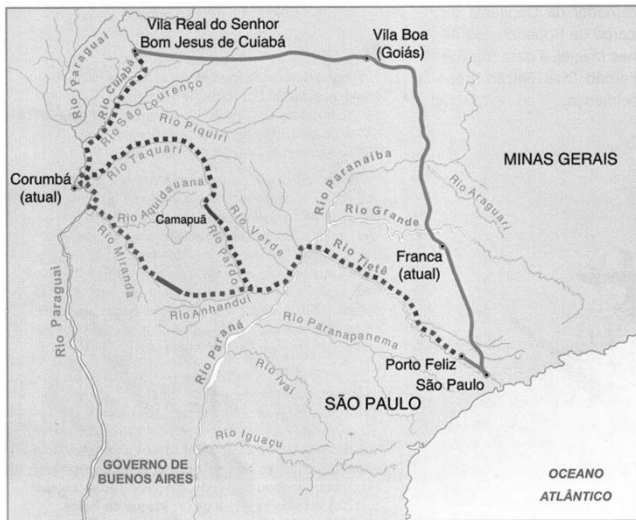 Vila Real do Senhor
Bom Jesus de Cuiabá
Vila Boa
(Goiás)
Rio Paraguai
Rio Cuiabá
Rio São Lourenço
Rio Piquiri
Rio Taquari
MINAS GERAIS
Rio Paranaíba
Rio Araguari
Corumbá
(atual)
Rio Aquidauana
Camapuã
Rio Verde
Rio Grande
Rio Pardo
Rio Miranda
Franca
(atual)
Rio Tietê
Rio Paraguai
Rio Anhanduí
Rio Paraná
Rio Paranapanema
Porto Feliz
São Paulo
Rio Ivaí
SÃO PAULO
Rio Iguaçu
GOVERNO DE
BUENOS AIRES
OCEANO
ATLÂNTICO